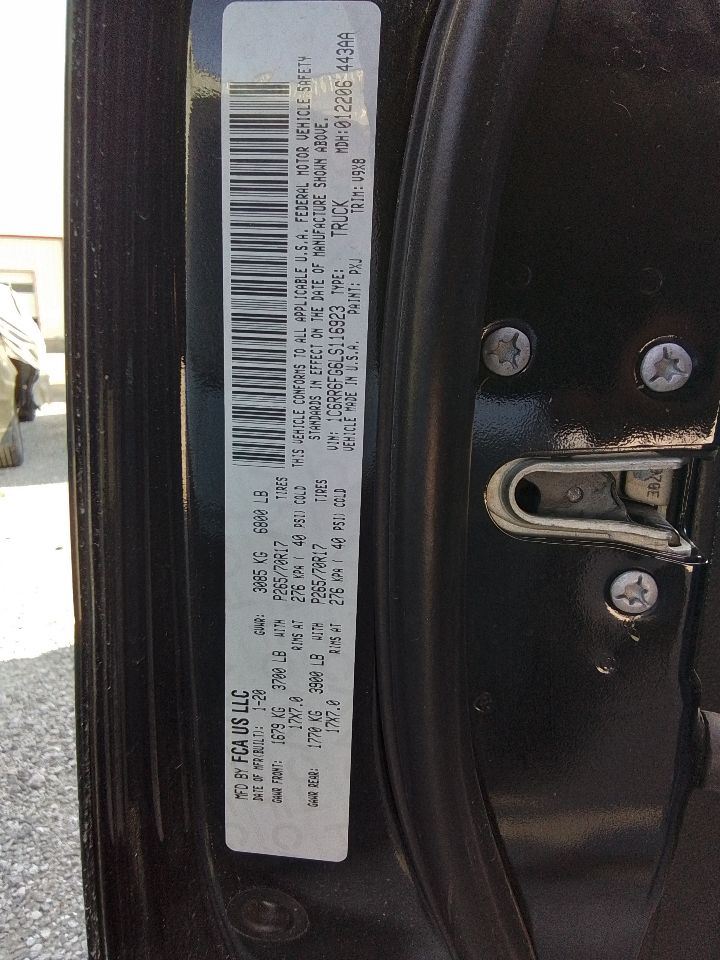 MFD BY FCA US LLC
DATE OF MFR(BUILT): 1-20 GVWR: 3085 KG 6800 LB
GAWR FRONT: 1679 KG 3700 LB WITH P265/70R17 TIRES
17X7.0 RIMS AT 276 KPA ( 40 PSI) COLD
GAWR REAR: 1770 KG 3900 LB WITH P265/70R17 TIRES
17X7.0 RIMS AT 276 KPA ( 40 PSI) COLD
THIS VEHICLE CONFORMS TO ALL APPLICABLE U.S.A. FEDERAL MOTOR VEHICLE SAFETY
STANDARDS IN EFFECT ON THE DATE OF MANUFACTURE SHOWN ABOVE.
VIN: 1C6RR6FG6LS116923 TYPE: TRUCK MDH:012206 443AA
VEHICLE MADE IN U.S.A. PAINT: PXJ TRIM: V9X8